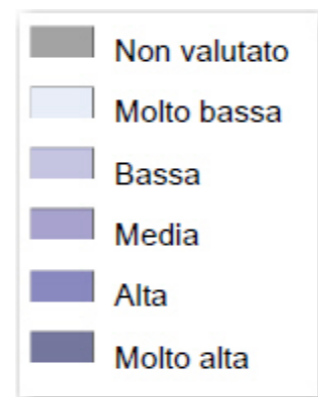 Non valutato
Molto bassa
Bassa
Media
Alta
Molto alta